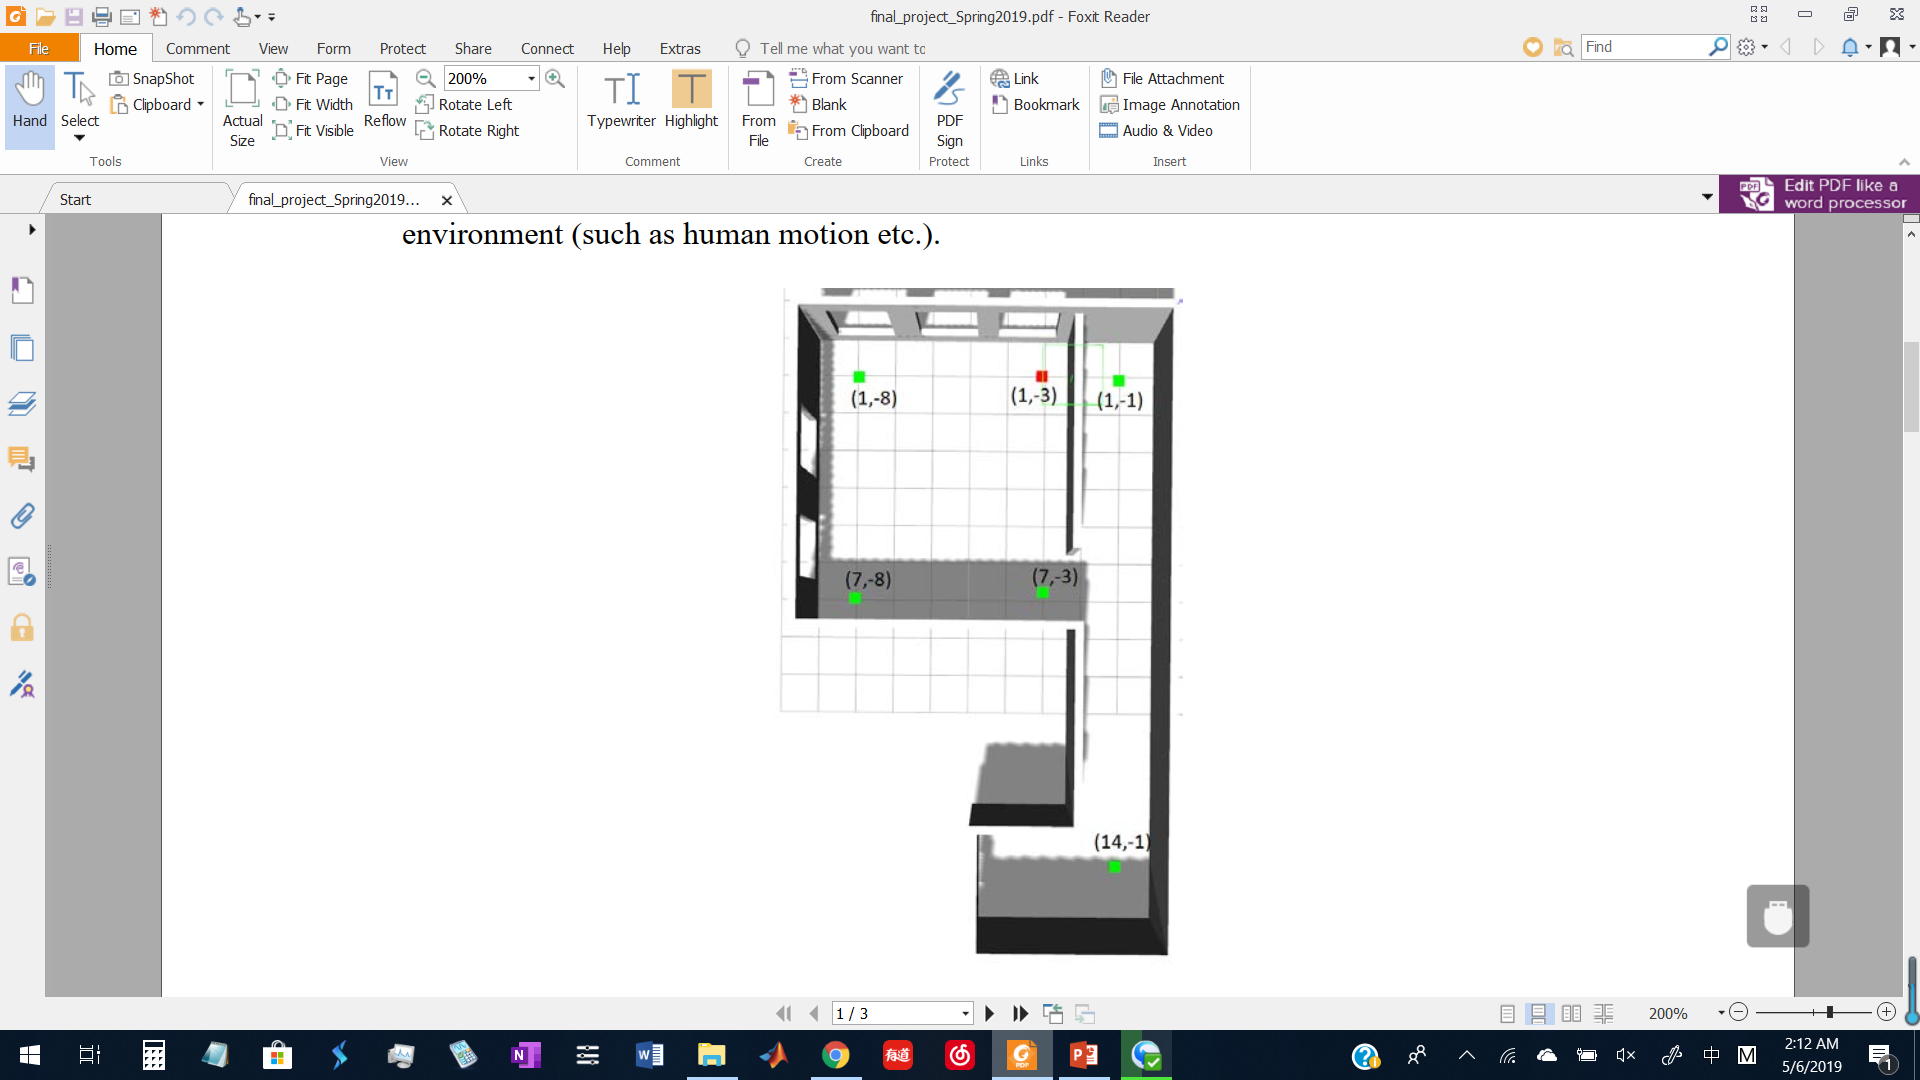 final_project_Spring2019.pdf - Foxit Reader
File Home Comment View Form Protect Share Connect Help Extras Tell me what you want to Find
Hand
Select
Tools
SnapShot
Clipboard
Actual Size
Fit Page
Fit Width
Fit Visible
Reflow
200%
Rotate Left
Rotate Right
View
Typewriter
Highlight
Comment
From File
From Scanner
Blank
From Clipboard
Create
PDF Sign
Protect
Link
Bookmark
Links
File Attachment
Image Annotation
Audio & Video
Insert
Start
final_project_Spring2019...
Edit PDF like a
word processor
environment (such as human motion etc.).
(1,-8) (1,-3) (1,-1)
(7,-8) (7,-3)
(14,-1)
1 / 3
200%
中
M
2:12 AM
5/6/2019
1